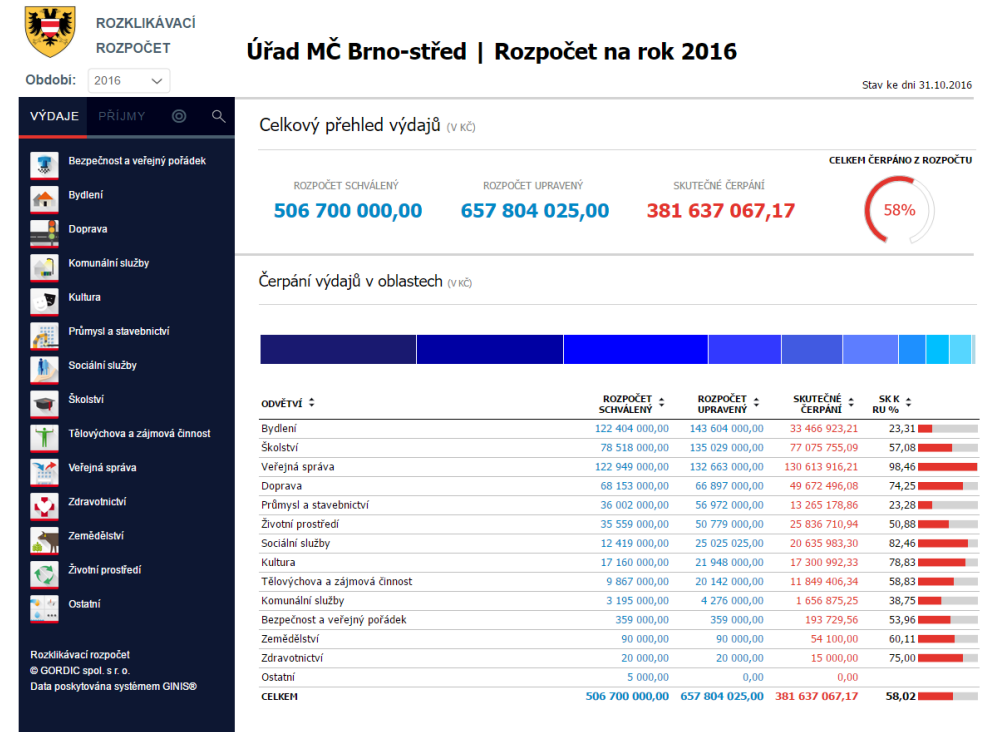 ROZKLIKÁVACÍ
ROZPOČET
Období: 2016
Úřad MČ Brno-střed | Rozpočet na rok 2016
Stav ke dni 31.10.2016
VÝDAJE PŘÍJMY
Bezpečnost a veřejný pořádek
Bydlení
Doprava
Komunální služby
Kultura
Průmysl a stavebnictví
Sociální služby
Školství
Tělovýchova a zájmová činnost
Veřejná správa
Zdravotnictví
Zemědělství
Životní prostředí
Ostatní
Rozklikávací rozpočet
© GORDIC spol. s r. o.
Data poskytována systémem GINIS®
Celkový přehled výdajů (V KČ)
CELKEM ČERPÁNO Z ROZPOČTU
ROZPOČET SCHVÁLENÝ ROZPOČET UPRAVENÝ SKUTEČNÉ ČERPÁNÍ
506 700 000,00 657 804 025,00 381 637 067,17 58%
Čerpání výdajů v oblastech (V KČ)
ODVĚTVÍ ROZPOČET SCHVÁLENÝ ROZPOČET UPRAVENÝ SKUTEČNÉ ČERPÁNÍ SK K RU %
Bydlení 122 404 000,00 143 604 000,00 33 466 923,21 23,31
Školství 78 518 000,00 135 029 000,00 77 075 755,09 57,08
Veřejná správa 122 949 000,00 132 663 000,00 130 613 916,21 98,46
Doprava 68 153 000,00 66 897 000,00 49 672 496,08 74,25
Průmysl a stavebnictví 36 002 000,00 56 972 000,00 13 265 178,86 23,28
Životní prostředí 35 559 000,00 50 779 000,00 25 836 710,94 50,88
Sociální služby 12 419 000,00 25 025 025,00 20 635 983,30 82,46
Kultura 17 160 000,00 21 948 000,00 17 300 992,33 78,83
Tělovýchova a zájmová činnost 9 867 000,00 20 142 000,00 11 849 406,34 58,83
Komunální služby 3 195 000,00 4 276 000,00 1 656 875,25 38,75
Bezpečnost a veřejný pořádek 359 000,00 359 000,00 193 729,56 53,96
Zemědělství 90 000,00 90 000,00 54 100,00 60,11
Zdravotnictví 20 000,00 20 000,00 15 000,00 75,00
Ostatní 5 000,00 0,00 0,00
CELKEM 506 700 000,00 657 804 025,00 381 637 067,17 58,02